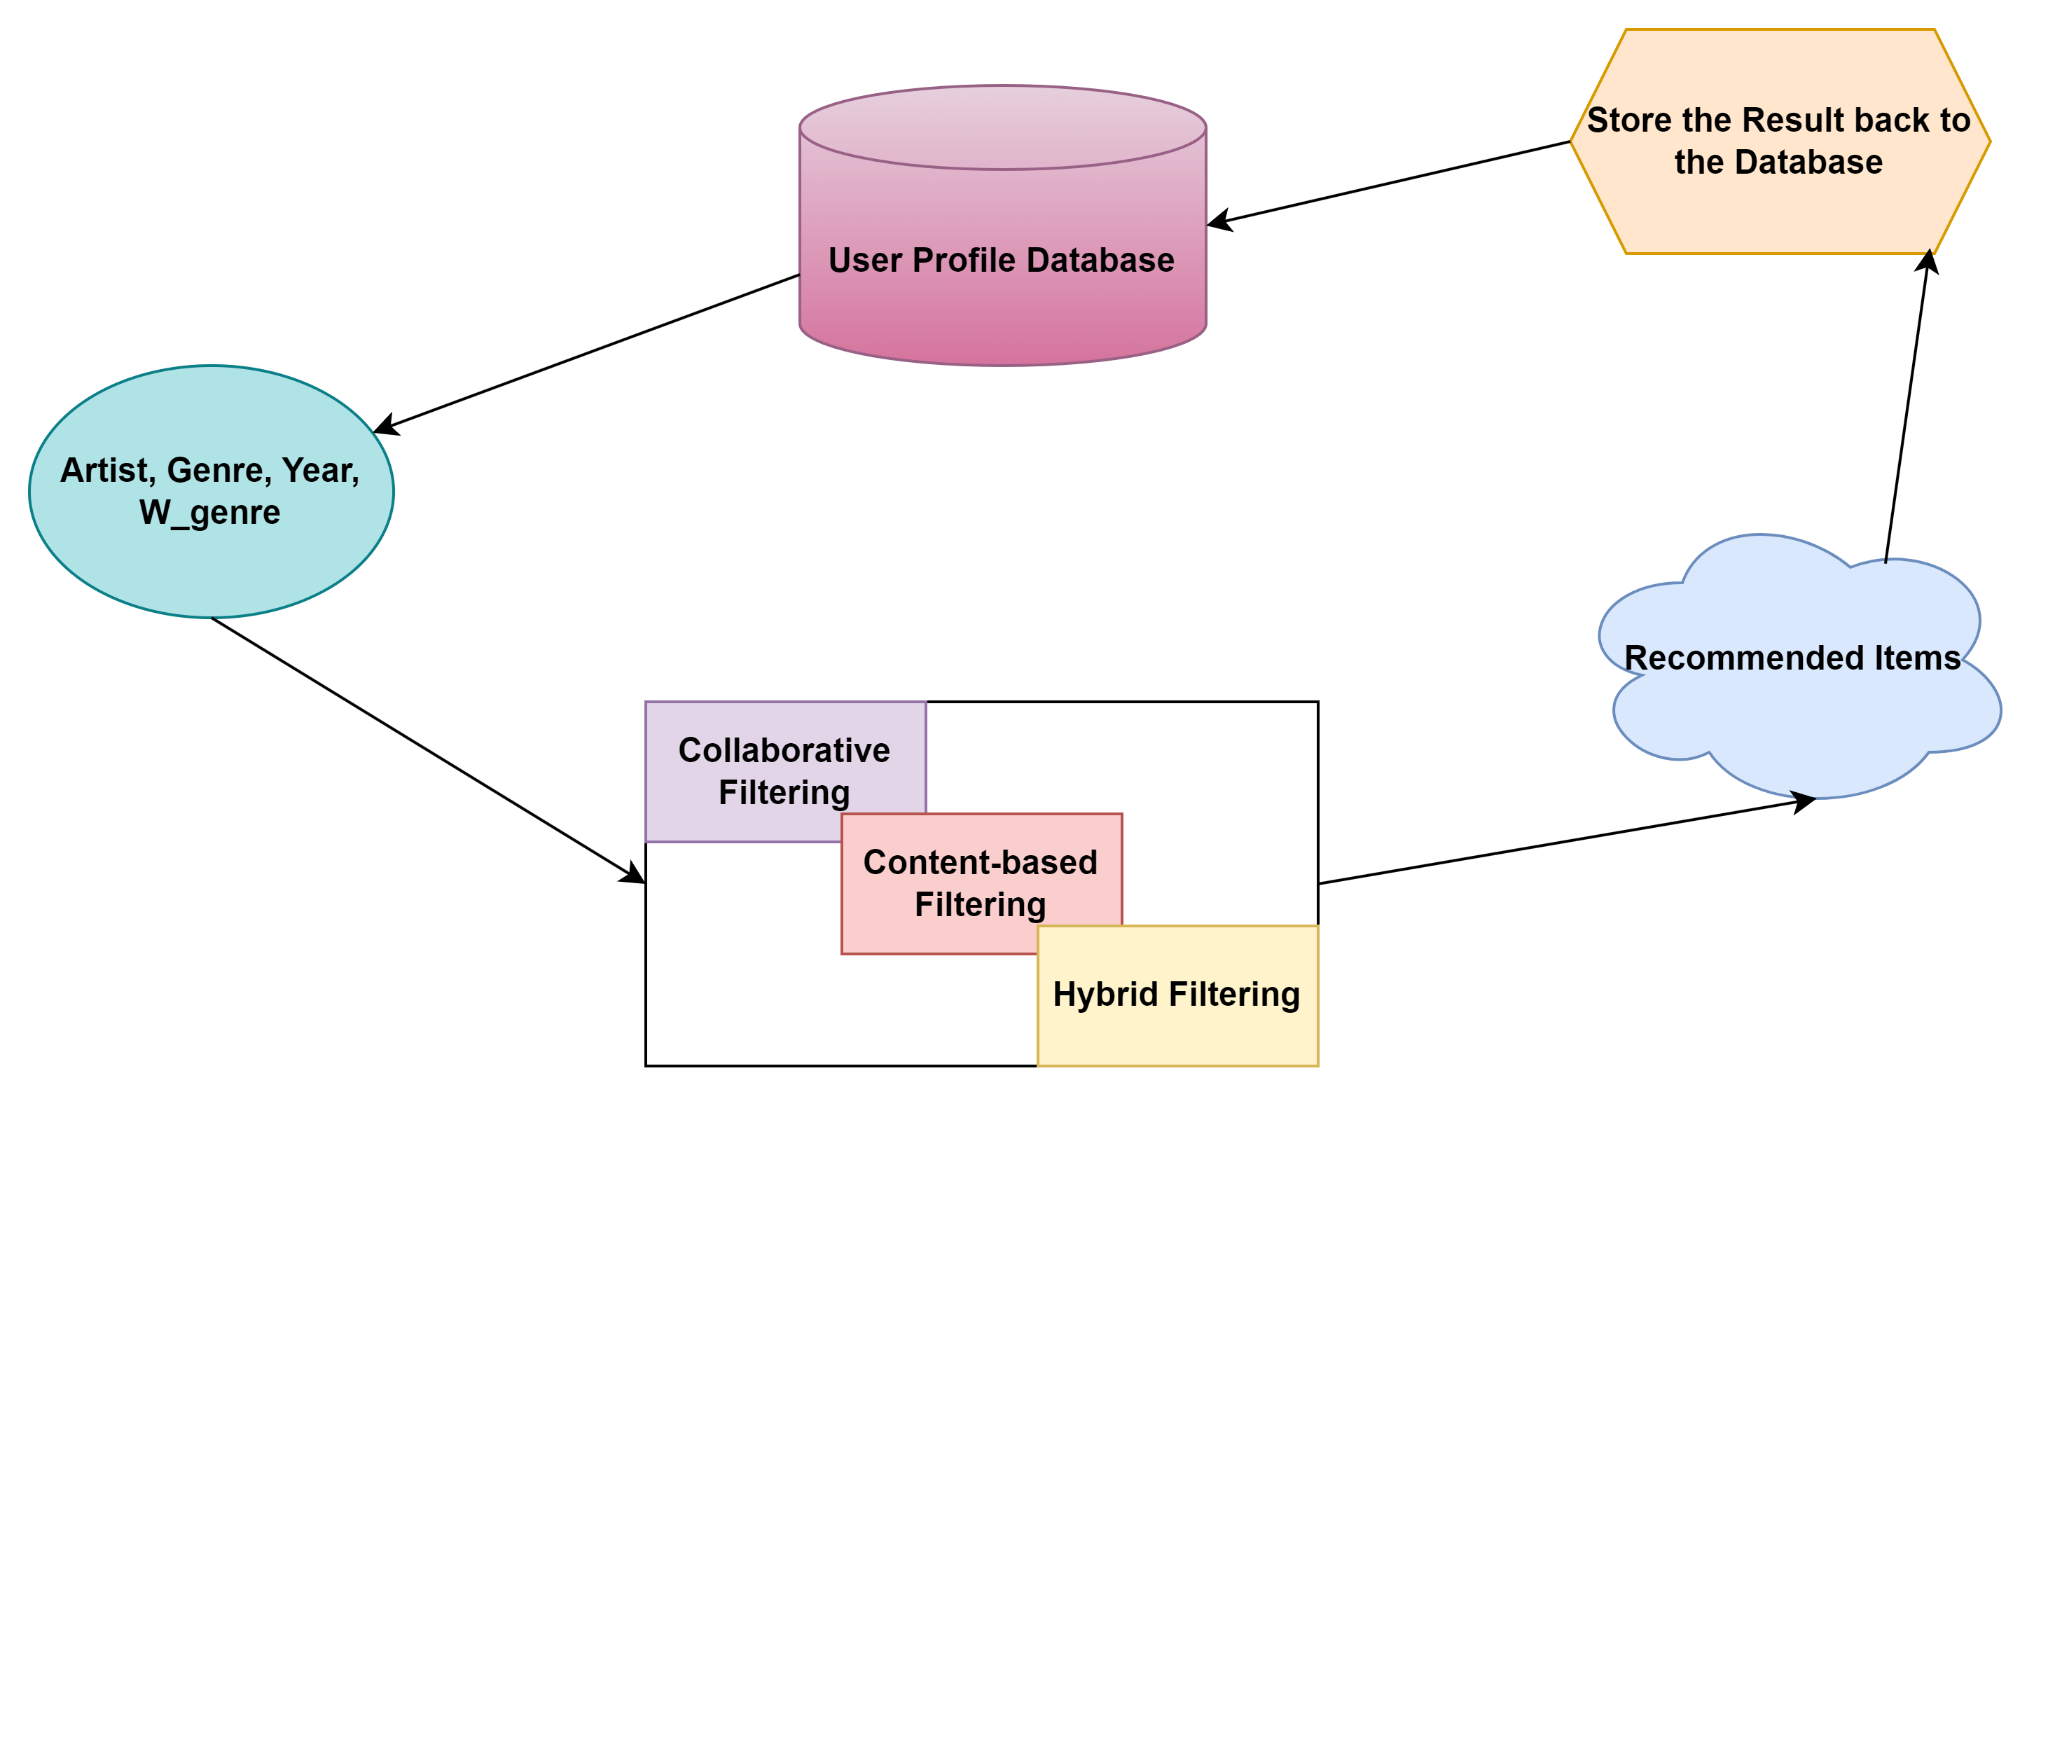 Store the Result back to
the Database
User Profile Database
Artist, Genre, Year,
W_genre
Recommended Items
Collaborative
Filtering
Content-based
Filtering
Hybrid Filtering